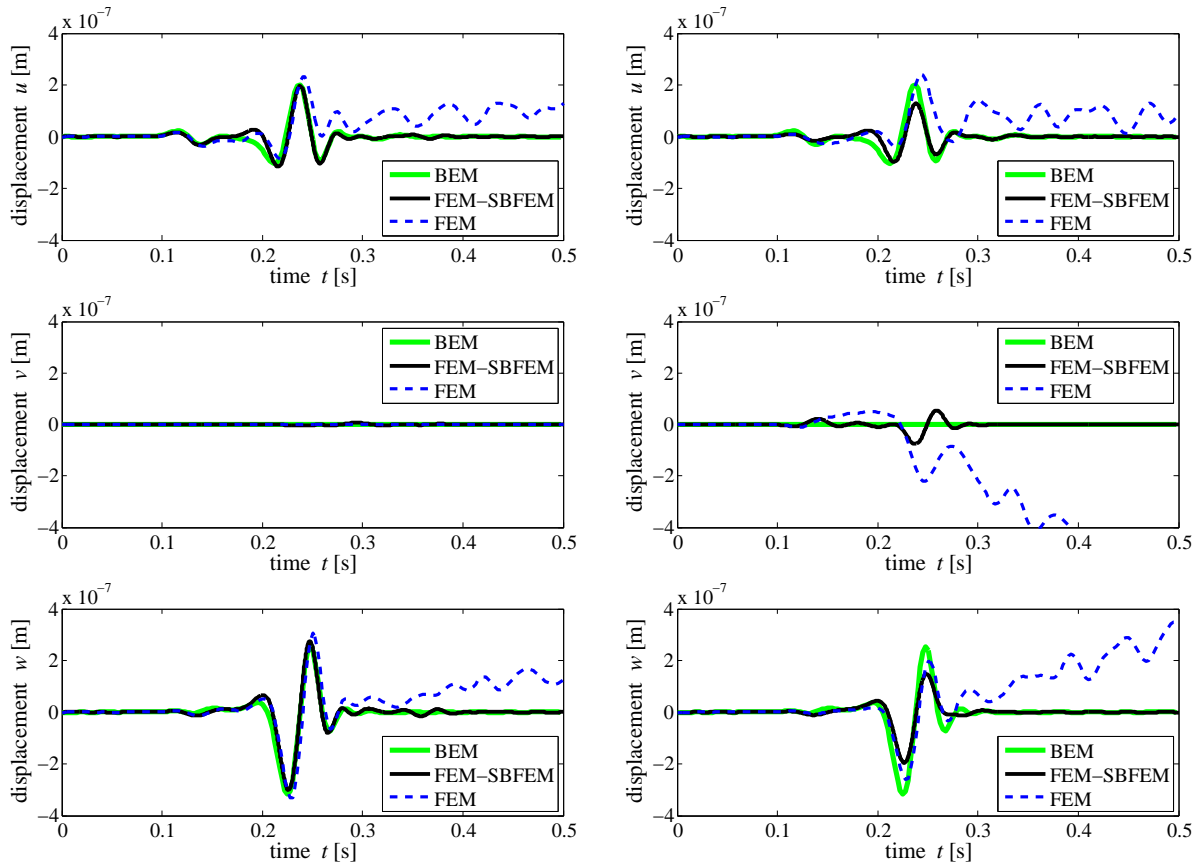 x 10−7
4
2
0
−2
−4
displacement u [m]
BEM
FEM−SBFEM
FEM
0 0.1 0.2 0.3 0.4 0.5
time t [s]
x 10−7
4
2
0
−2
−4
displacement u [m]
BEM
FEM−SBFEM
FEM
0 0.1 0.2 0.3 0.4 0.5
time t [s]
x 10−7
4
2
0
−2
−4
displacement v [m]
BEM
FEM−SBFEM
FEM
0 0.1 0.2 0.3 0.4 0.5
time t [s]
x 10−7
4
2
0
−2
−4
displacement v [m]
BEM
FEM−SBFEM
FEM
0 0.1 0.2 0.3 0.4 0.5
time t [s]
x 10−7
4
2
0
−2
−4
displacement w [m]
BEM
FEM−SBFEM
FEM
0 0.1 0.2 0.3 0.4 0.5
time t [s]
x 10−7
4
2
0
−2
−4
displacement w [m]
BEM
FEM−SBFEM
FEM
0 0.1 0.2 0.3 0.4 0.5
time t [s]